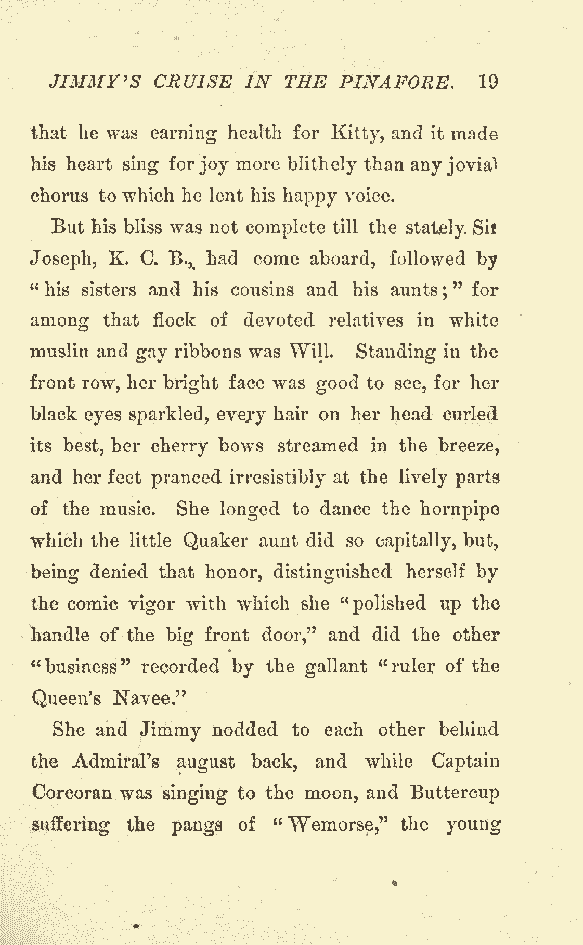 JIMMY'S CRUISE IN THE PINAFORE. 19
that he was earning health for Kitty, and it made
his heart sing for joy more blithely than any jovial
chorus to which he lent his happy voice.
But his bliss was not complete till the stately. Sir
Joseph, K. C. B., had come aboard, followed by
"his sisters and his cousins and his aunts;" for
among that flock of devoted relatives in white
muslin and gay ribbons was Will. Standing in the
front row, her bright face was good to see, for her
black eyes sparkled, every hair on her head curled
its best, her cherry bows streamed in the breeze,
and her feet pranced irresistibly at the lively parts
of the music. She longed to dance the hornpipe
which the little Quaker aunt did so capitally, but,
being denied that honor, distinguished herself by
the comic vigor with which she "polished up the
handle of the big front door," and did the other
"business" recorded by the gallant "ruler of the
Queen's Navee."
She and Jimmy nodded to each other behind
the Admiral's august back, and while Captain
Corcoran was singing to the moon, and Buttercup
suffering the pangs of "Wemorse," the young